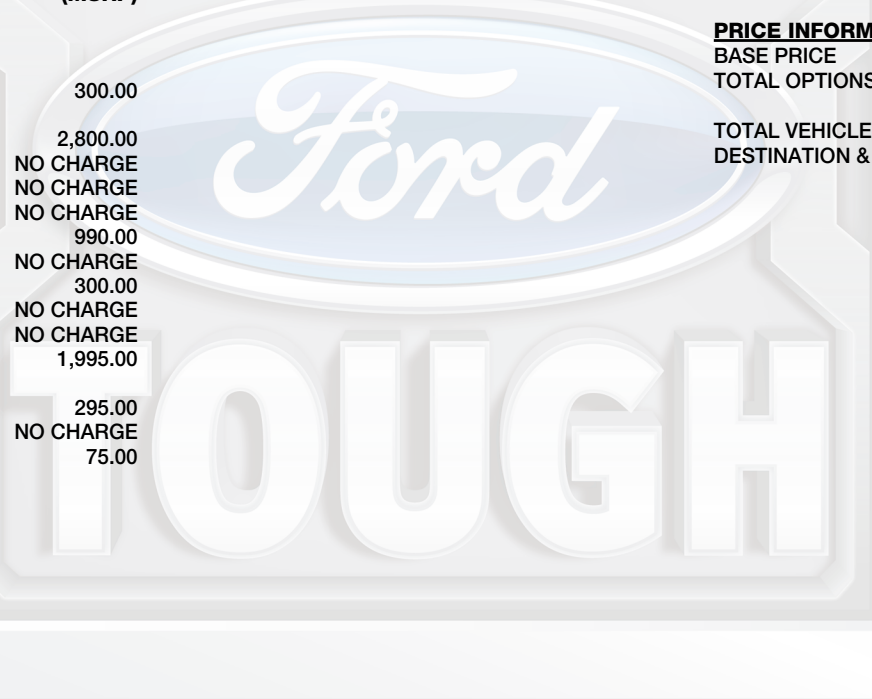 300.00
2,800.00
NO CHARGE
NO CHARGE
NO CHARGE
990.00
NO CHARGE
300.00
NO CHARGE
NO CHARGE
1,995.00
295.00
NO CHARGE
75.00
PRICE
BASE PRICE
TOTAL OPTIONS
TOTAL VEHICLE
DESTINATION &
Ford
TOUGH